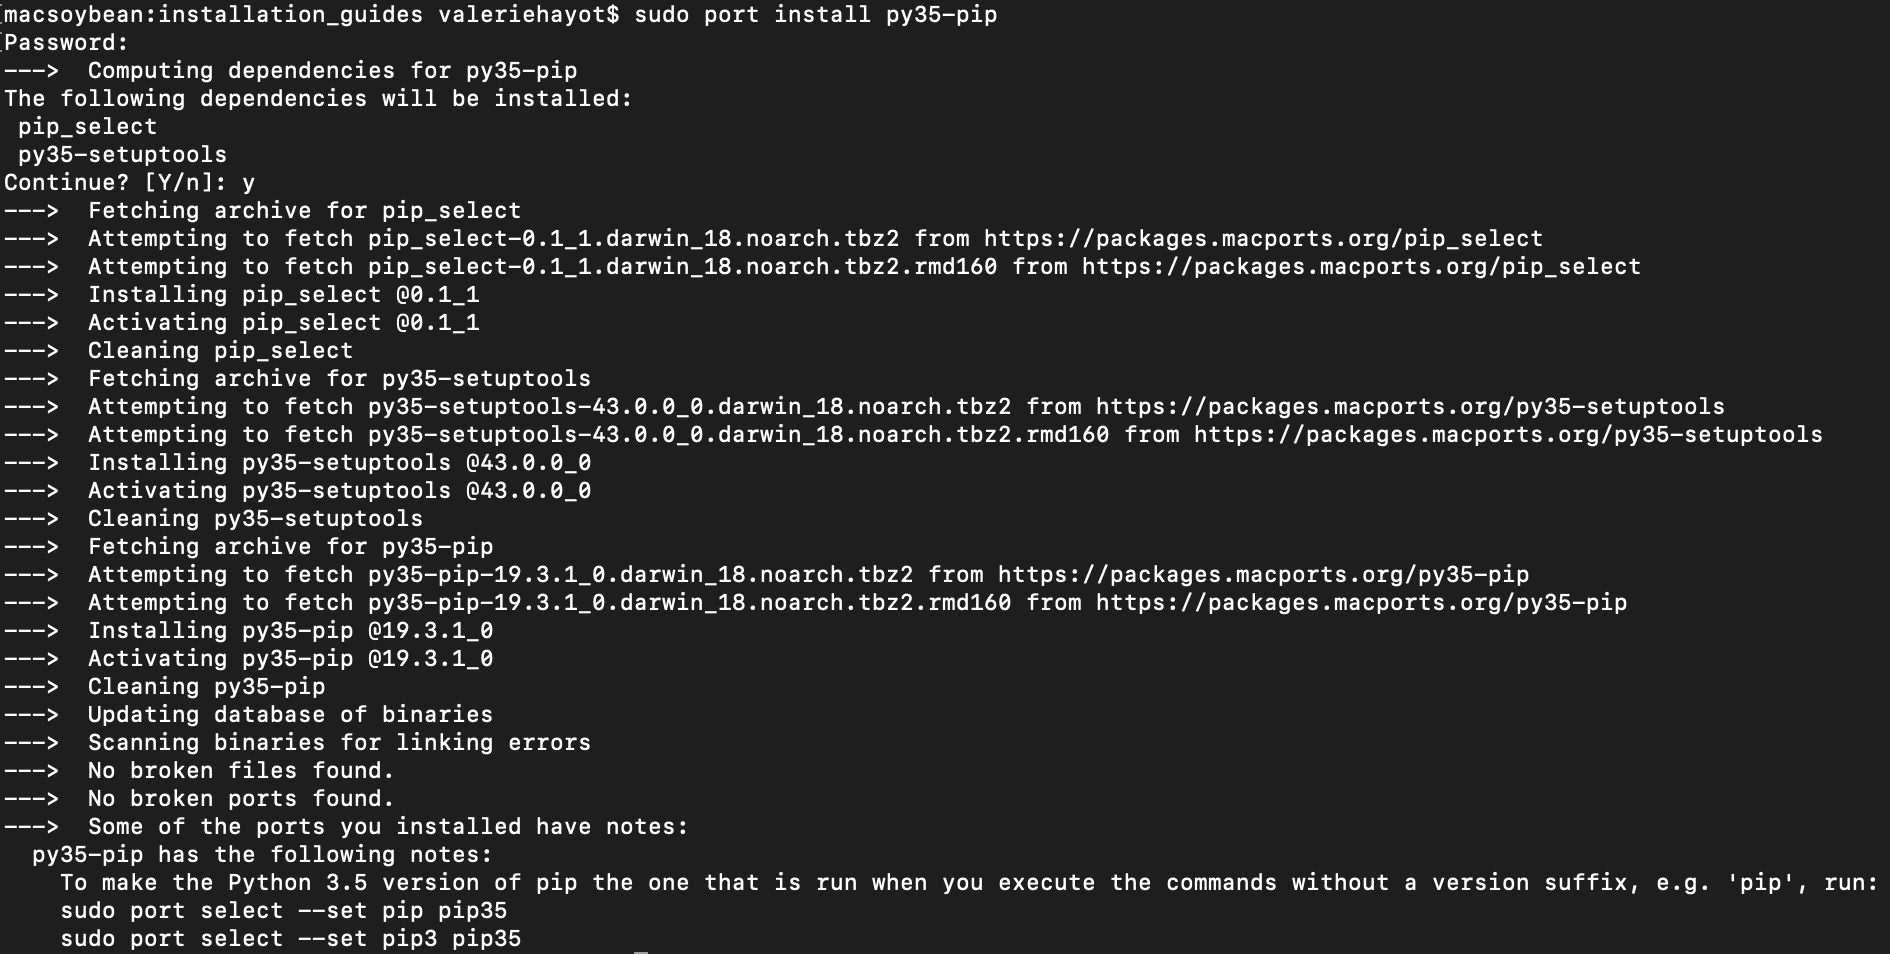 macsoybean:installation_guides valeriehayot$ sudo port install py35-pip
Password:
--->  Computing dependencies for py35-pip
The following dependencies will be installed:
 pip_select
 py35-setuptools
Continue? [Y/n]: y
--->  Fetching archive for pip_select
--->  Attempting to fetch pip_select-0.1_1.darwin_18.noarch.tbz2 from https://packages.macports.org/pip_select
--->  Attempting to fetch pip_select-0.1_1.darwin_18.noarch.tbz2.rmd160 from https://packages.macports.org/pip_select
--->  Installing pip_select @0.1_1
--->  Activating pip_select @0.1_1
--->  Cleaning pip_select
--->  Fetching archive for py35-setuptools
--->  Attempting to fetch py35-setuptools-43.0.0_0.darwin_18.noarch.tbz2 from https://packages.macports.org/py35-setuptools
--->  Attempting to fetch py35-setuptools-43.0.0_0.darwin_18.noarch.tbz2.rmd160 from https://packages.macports.org/py35-setuptools
--->  Installing py35-setuptools @43.0.0_0
--->  Activating py35-setuptools @43.0.0_0
--->  Cleaning py35-setuptools
--->  Fetching archive for py35-pip
--->  Attempting to fetch py35-pip-19.3.1_0.darwin_18.noarch.tbz2 from https://packages.macports.org/py35-pip
--->  Attempting to fetch py35-pip-19.3.1_0.darwin_18.noarch.tbz2.rmd160 from https://packages.macports.org/py35-pip
--->  Installing py35-pip @19.3.1_0
--->  Activating py35-pip @19.3.1_0
--->  Cleaning py35-pip
--->  Updating database of binaries
--->  Scanning binaries for linking errors
--->  No broken files found.
--->  No broken ports found.
--->  Some of the ports you installed have notes:
  py35-pip has the following notes:
    To make the Python 3.5 version of pip the one that is run when you execute the commands without a version suffix, e.g. 'pip', run:
    sudo port select --set pip pip35
    sudo port select --set pip3 pip35